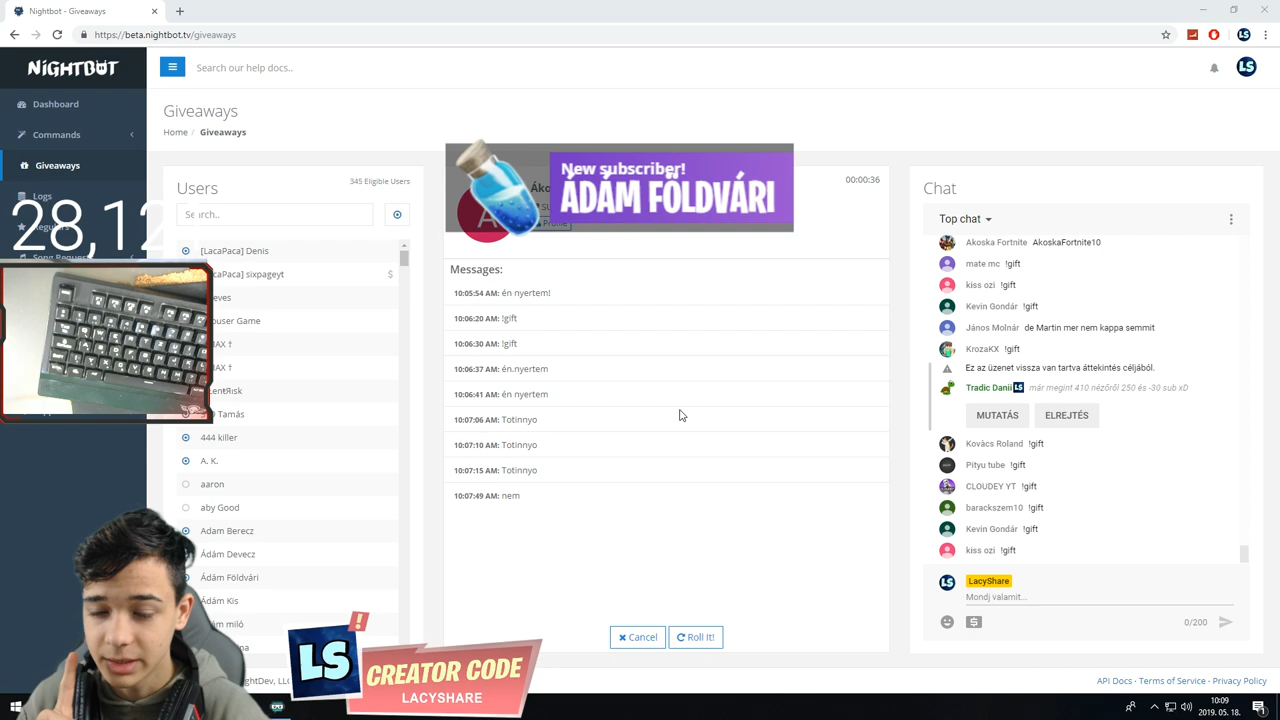 Nightbot - Giveaways
https://beta.nightbot.tv/giveaways
NIGHTBOT
Search our help docs..
LS
Dashboard
Commands
Giveaways
Logs
28,12
Giveaways
Home / Giveaways
Users
345 Eligible Users
[LacaPaca] Denis
sixpageyt
$
444 killer
A. K.
aaron
aby Good
Adam Berecz
Ádám Devecz
Ádám Földvári
Ádám Kis
New subscriber!
ÁDÁM FÖLDVÁRI
00:00:36
Messages:
10:05:54 AM: én nyertem!
10:06:20 AM: !gift
10:06:30 AM: !gift
10:06:37 AM: én.nyertem
10:06:41 AM: én nyertem
10:07:06 AM: Totinnyo
10:07:10 AM: Totinnyo
10:07:15 AM: Totinnyo
10:07:49 AM: nem
Cancel
Roll It!
Chat
Top chat
Akoska Fortnite AkoskaFortnite10
mate mc !gift
kiss ozi !gift
Kevin Gondár !gift
János Molnár de Martin mer nem kappa semmit
KrozaKX !gift
Ez az üzenet vissza van tartva áttekintés céljából.
Tradic Danii LS már megint 410 nézőről 250 és -30 sub xD
MUTATÁS ELREJTÉS
Kovàcs Roland !gift
Pityu tube !gift
CLOUDEY YT !gift
barackszem10 !gift
Kevin Gondár !gift
kiss ozi !gift
LacyShare
Mondj valamit...
0/200
LS
CREATOR CODE
LACYSHARE
API Docs · Terms of Service · Privacy Policy
10:09
2019. 05. 18.